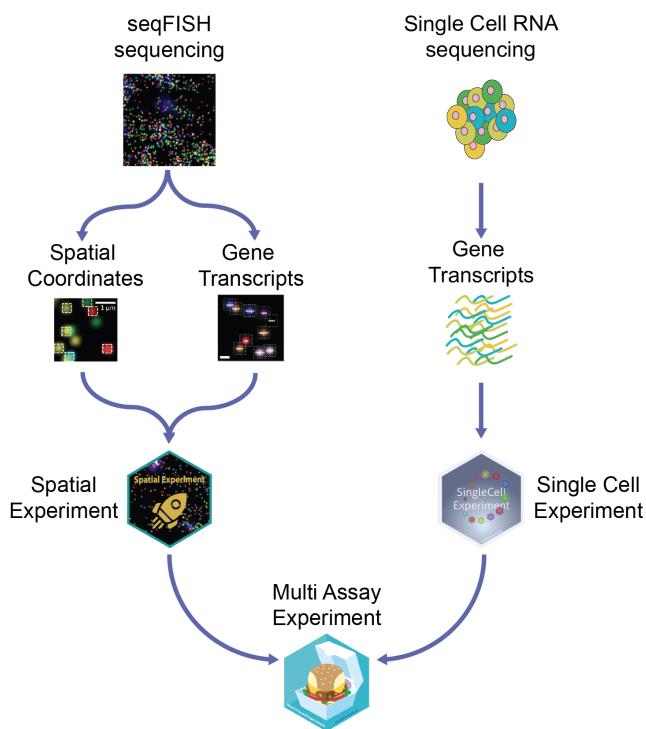 seqFISH
sequencing
Single Cell RNA
sequencing
Spatial
Coordinates
Gene
Transcripts
Gene
Transcripts
1 μm
Spatial
Experiment
Spatial Experiment
SingleCell
Experiment
Single Cell
Experiment
Multi Assay
Experiment
MultiAssayExperiment